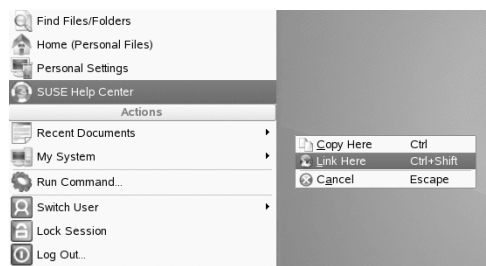 Find Files/Folders
Home (Personal Files)
Personal Settings
SUSE Help Center
Actions
Recent Documents
My System
Run Command...
Switch User
Lock Session
Log Out...
Copy Here Ctrl
Link Here Ctrl+Shift
Cancel Escape